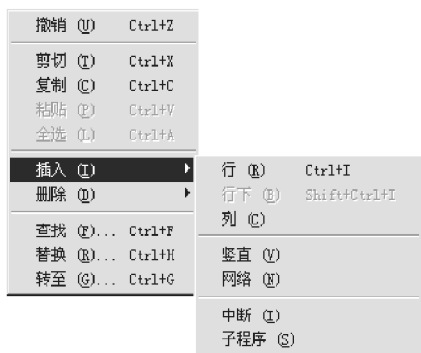 撤销 (U) Ctrl+Z
剪切 (T) Ctrl+X
复制 (C) Ctrl+C
粘贴 (P) Ctrl+V
全选 (L) Ctrl+A
插入 (I)
删除 (D)
查找 (F)... Ctrl+F
替换 (R)... Ctrl+H
转至 (G)... Ctrl+G
行 (R) Ctrl+I
行下 (B) Shift+Ctrl+I
列 (C)
竖直 (V)
网络 (N)
中断 (I)
子程序 (S)